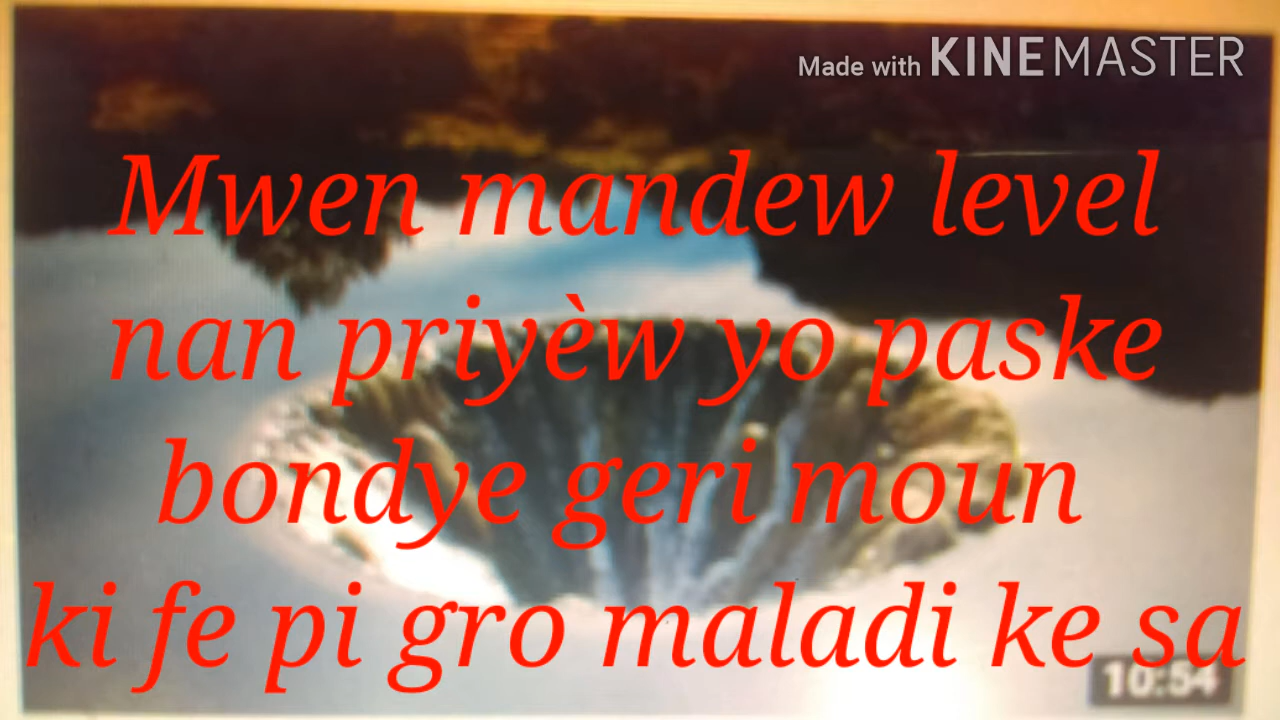 Made with KINEMASTER
Mwen mandew level
nan priyèw yo paske
bondye geri moun
ki fe pi gro maladi ke sa
10:54